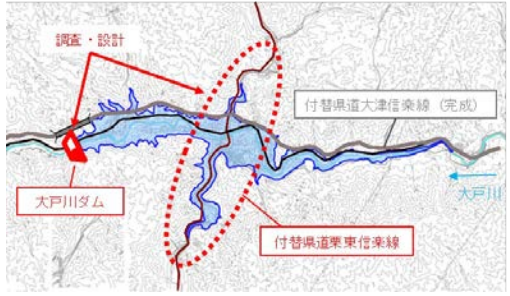 調査・設計
付替県道大津信楽線（完成）
大戸川
大戸川ダム
付替県道栗東信楽線